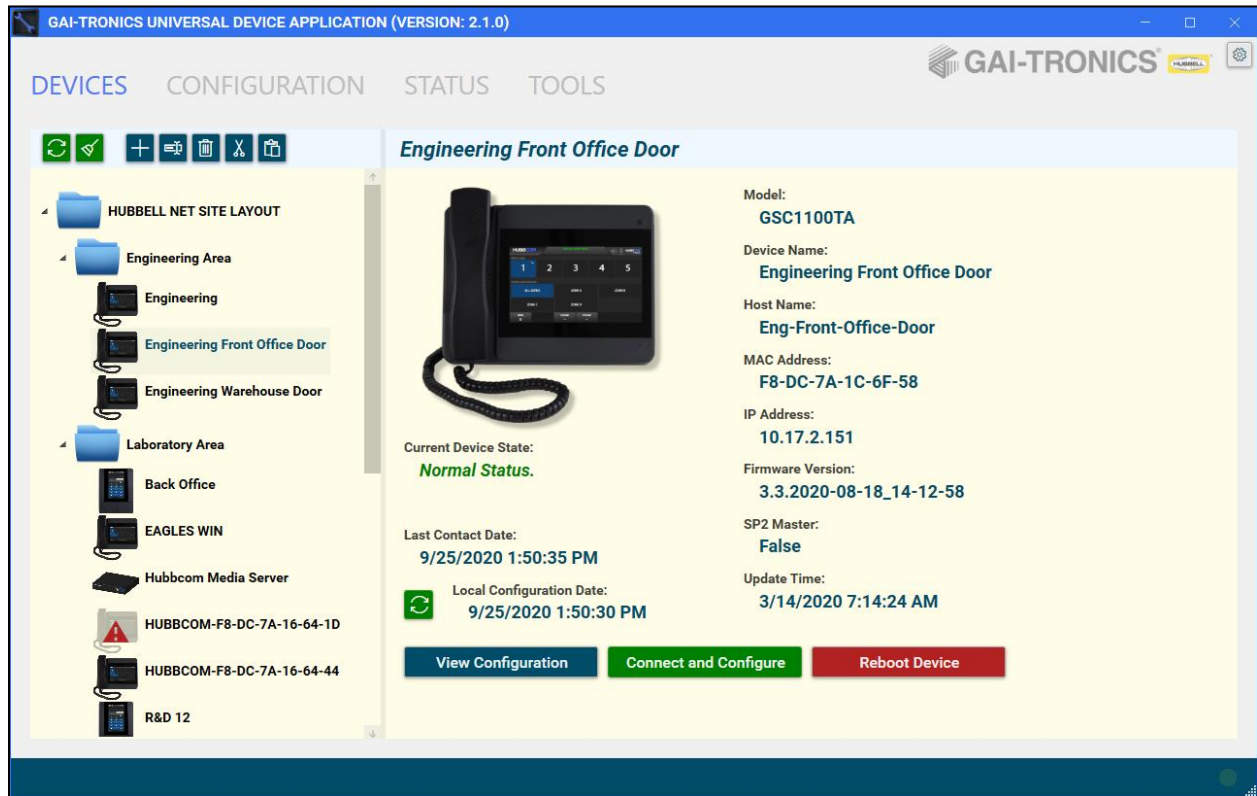 GAI-TRONICS UNIVERSAL DEVICE APPLICATION (VERSION: 2.1.0)
GAI-TRONICS®
HUBBELL
DEVICES CONFIGURATION STATUS TOOLS
Engineering Front Office Door
HUBBELL NET SITE LAYOUT
Engineering Area
Engineering
Engineering Front Office Door
Engineering Warehouse Door
Laboratory Area
Back Office
EAGLES WIN
Hubbcom Media Server
HUBBCOM-F8-DC-7A-16-64-1D
HUBBCOM-F8-DC-7A-16-64-44
R&D 12
1 2 3 4 5
Current Device State:
Normal Status.
Last Contact Date:
9/25/2020 1:50:35 PM
Local Configuration Date:
9/25/2020 1:50:30 PM
Model:
GSC1100TA
Device Name:
Engineering Front Office Door
Host Name:
Eng-Front-Office-Door
MAC Address:
F8-DC-7A-1C-6F-58
IP Address:
10.17.2.151
Firmware Version:
3.3.2020-08-18_14-12-58
SP2 Master:
False
Update Time:
3/14/2020 7:14:24 AM
View Configuration Connect and Configure Reboot Device